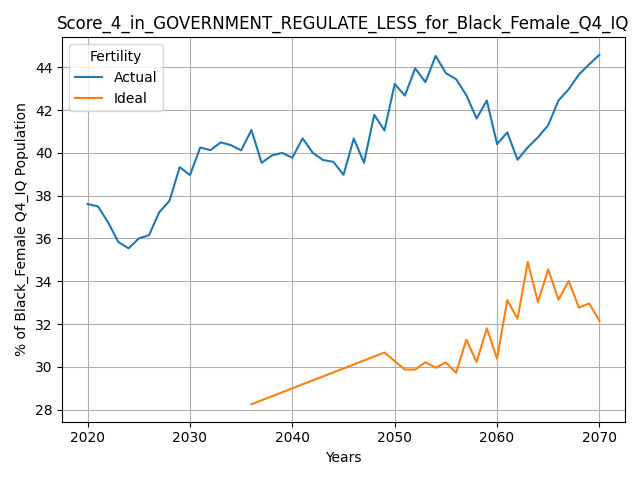 Score_4_in_GOVERNMENT_REGULATE_LESS_for_Black_Female_Q4_IQ
Fertility
Actual
Ideal
% of Black_Female Q4_IQ Population
44
42
40
38
36
34
32
30
28
2020
2030
2040
2050
2060
2070
Years